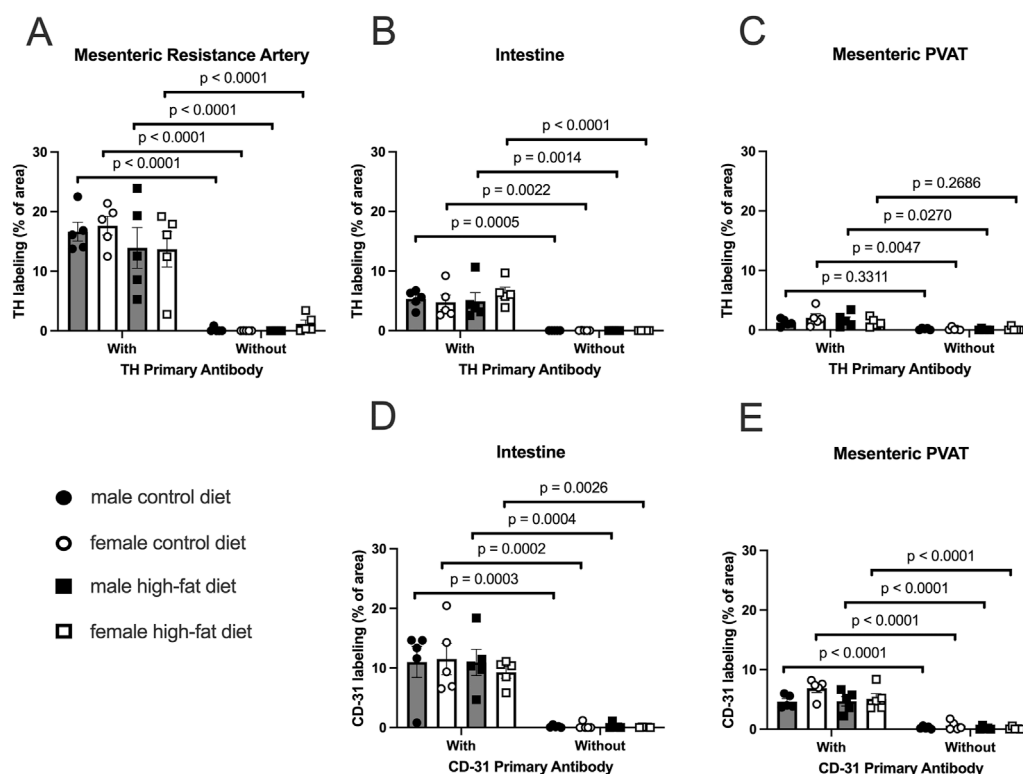 A
Mesenteric Resistance Artery
p < 0.0001
p < 0.0001
p < 0.0001
p < 0.0001
TH labeling (% of area)
30
20
10
0
With
Without
TH Primary Antibody
B
Intestine
p < 0.0001
p = 0.0014
p = 0.0022
p = 0.0005
TH labeling (% of area)
30
20
10
0
With
Without
TH Primary Antibody
C
Mesenteric PVAT
p = 0.2686
p = 0.0270
p = 0.0047
p = 0.3311
TH labeling (% of area)
30
20
10
0
With
Without
TH Primary Antibody
male control diet
female control diet
male high-fat diet
female high-fat diet
D
Intestine
p = 0.0026
p = 0.0004
p = 0.0002
p = 0.0003
CD-31 labeling (% of area)
30
20
10
0
With
Without
CD-31 Primary Antibody
E
Mesenteric PVAT
p < 0.0001
p < 0.0001
p < 0.0001
p < 0.0001
CD-31 labeling (% of area)
30
20
10
0
With
Without
CD-31 Primary Antibody